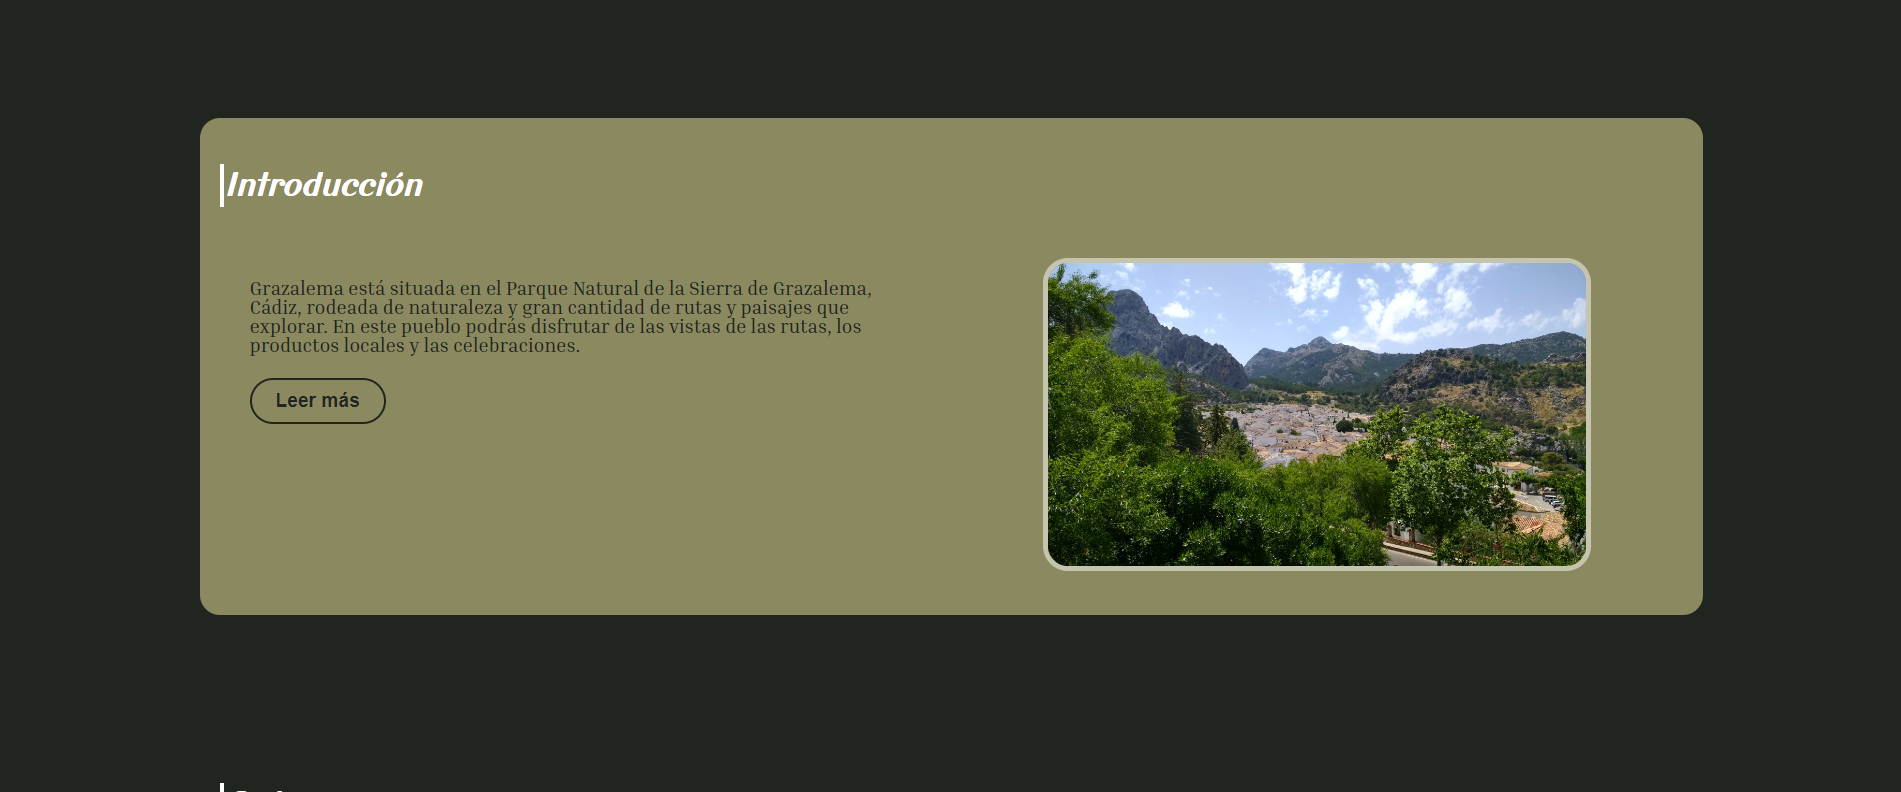 Introducción
Grazalema está situada en el Parque Natural de la Sierra de Grazalema,
Cádiz, rodeada de naturaleza y gran cantidad de rutas y paisajes que
explorar. En este pueblo podrás disfrutar de las vistas de las rutas, los
productos locales y las celebraciones.
Leer más